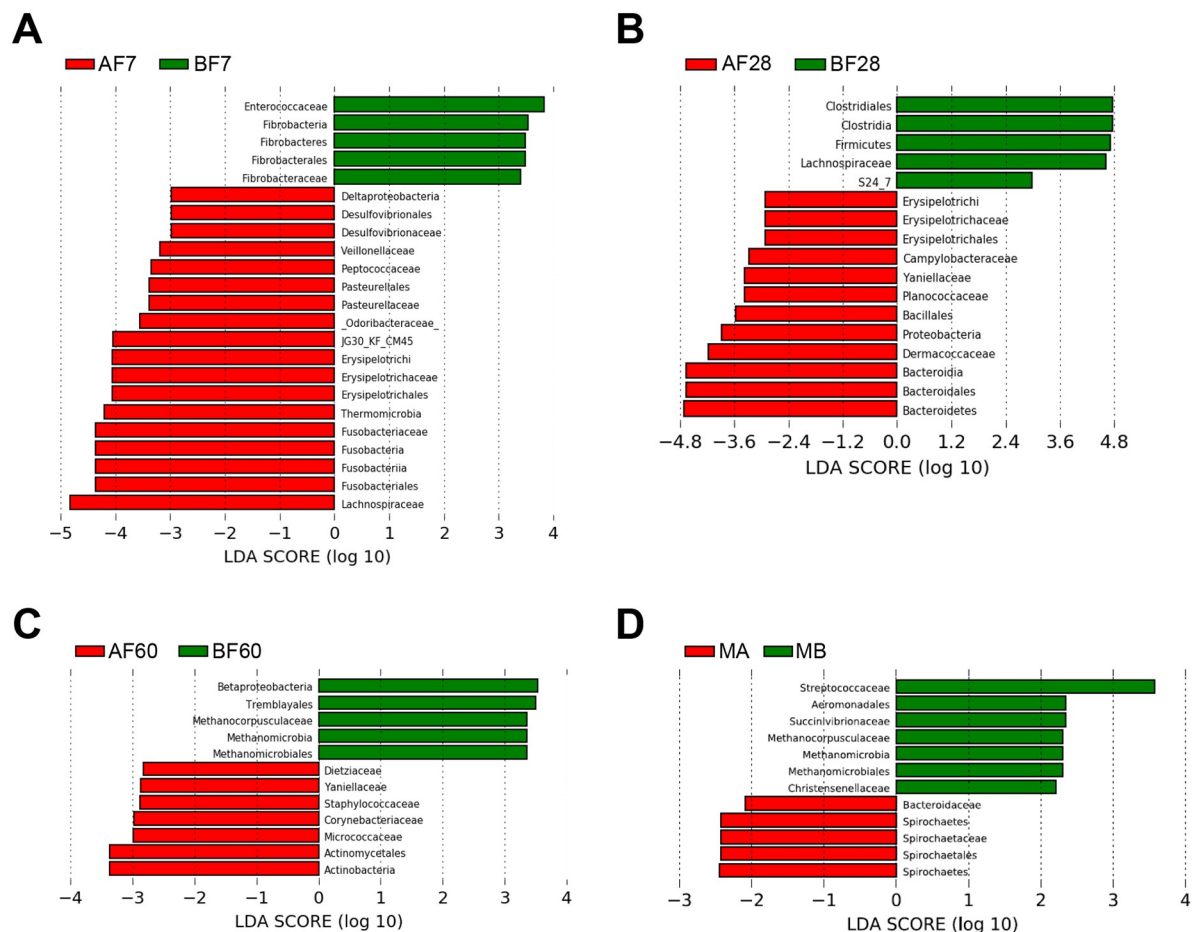 A
AF7 BF7
Enterococcaceae
Fibrobacteria
Fibrobacteres
Fibrobacterales
Fibrobacteraceae
Deltaproteobacteria
Desulfovibrionales
Desulfovibrionaceae
Veillonellaceae
Peptococcaceae
Pasteurellales
Pasteurellaceae
_Odoribacteraceae_
JG30_KF_CM45
Erysipelotrichi
Erysipelotrichaceae
Erysipelotrichales
Thermomicrobia
Fusobacteriaceae
Fusobacteria
Fusobacteriia
Fusobacteriales
Lachnospiraceae
−5 −4 −3 −2 −1 0 1 2 3 4
LDA SCORE (log 10)
B
AF28 BF28
Clostridiales
Clostridia
Firmicutes
Lachnospiraceae
S24_7
Erysipelotrichi
Erysipelotrichaceae
Erysipelotrichales
Campylobacteraceae
Yaniellaceae
Planococcaceae
Bacillales
Proteobacteria
Dermacoccaceae
Bacteroidia
Bacteroidales
Bacteroidetes
−4.8 −3.6 −2.4 −1.2 0.0 1.2 2.4 3.6 4.8
LDA SCORE (log 10)
C
AF60 BF60
Betaproteobacteria
Tremblayales
Methanocorpusculaceae
Methanomicrobia
Methanomicrobiales
Dietziaceae
Yaniellaceae
Staphylococcaceae
Corynebacteriaceae
Micrococcaceae
Actinomycetales
Actinobacteria
−4 −3 −2 −1 0 1 2 3 4
LDA SCORE (log 10)
D
MA MB
Streptococcaceae
Aeromonadales
Succinivibrionaceae
Methanocorpusculaceae
Methanomicrobia
Methanomicrobiales
Christensenellaceae
Bacteroidaceae
Spirochaetes
Spirochaetaceae
Spirochaetales
Spirochaetes
−3 −2 −1 0 1 2 3 4
LDA SCORE (log 10)